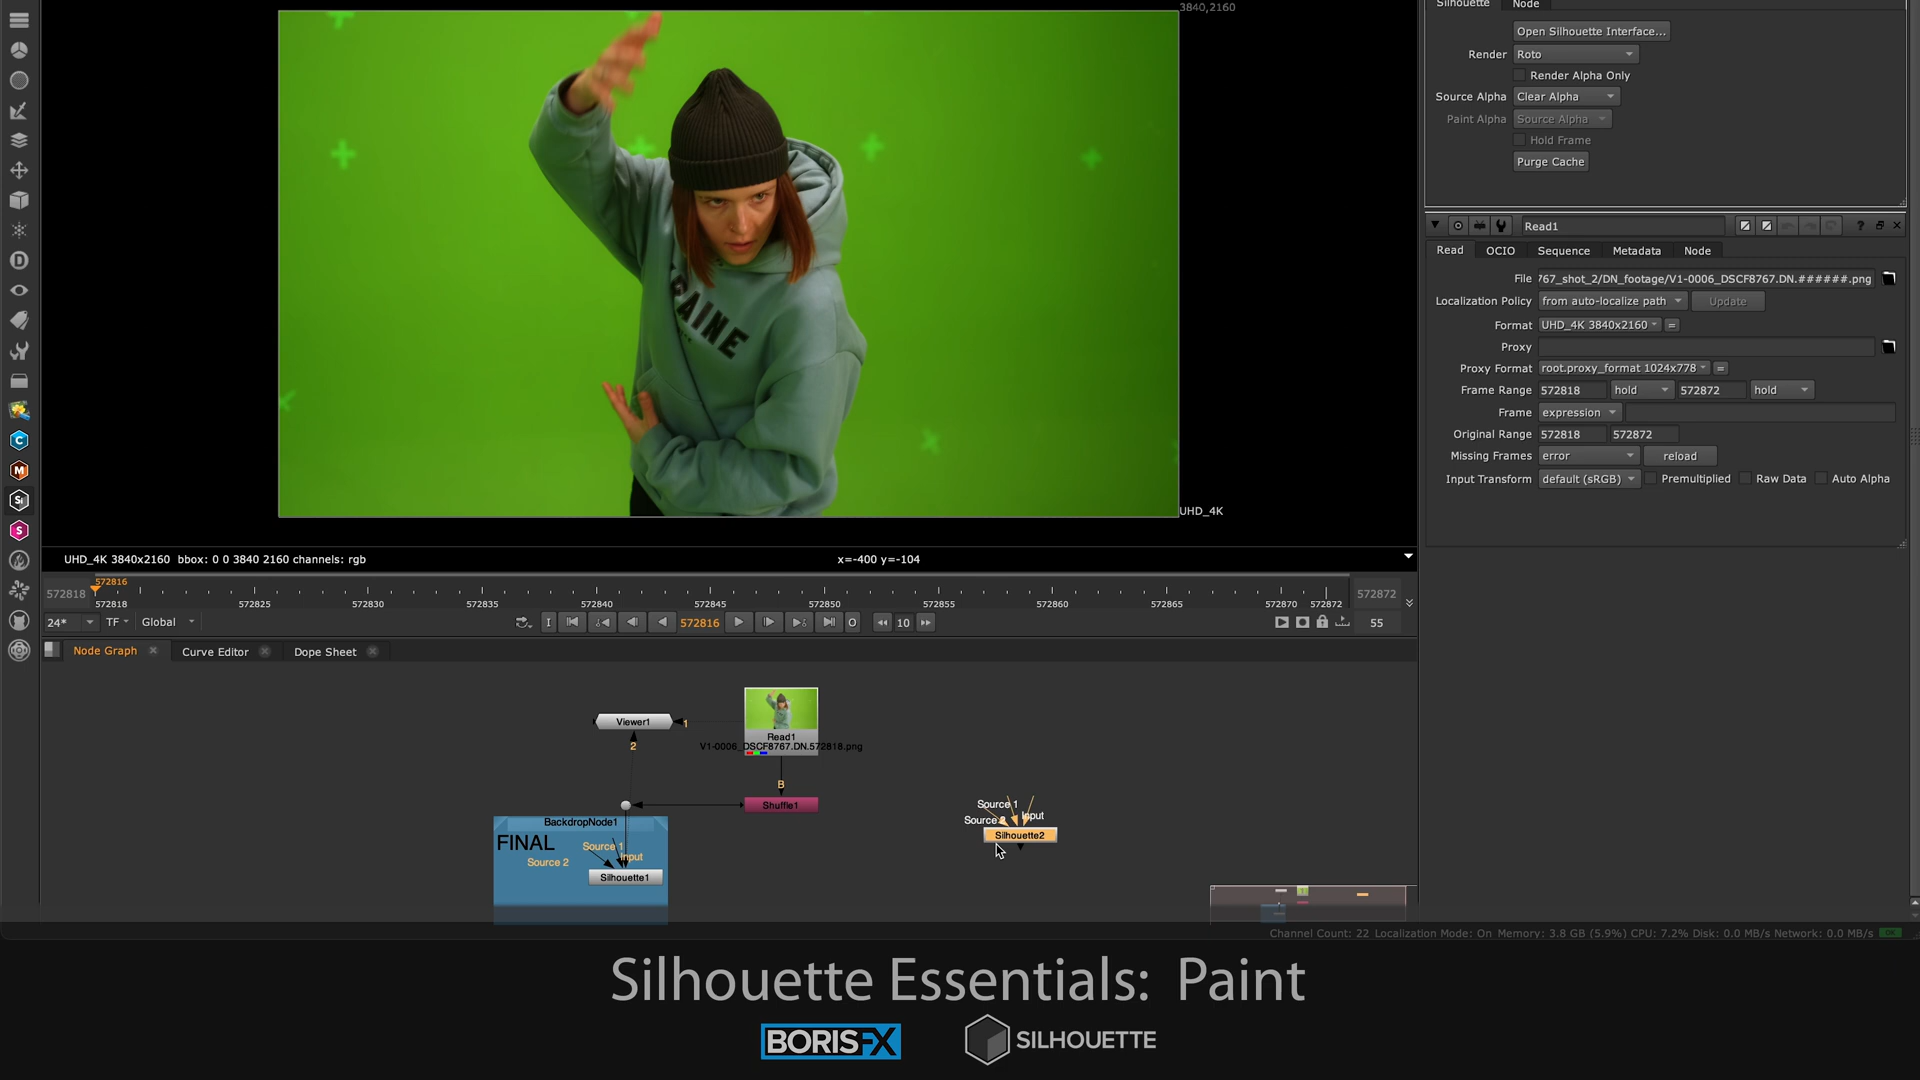 3840,2160
Silhouette Node
Open Silhouette Interface...
Render Roto
Render Alpha Only
Source Alpha Clear Alpha
Paint Alpha Source Alpha
Hold Frame
Purge Cache
Read1
Read OCIO Sequence Metadata Node
File 767_shot_2/DN_footage/V1-0006_DSCF8767.DN.######.png
Localization Policy from auto-localize path Update
Format UHD_4K 3840x2160 =
Proxy
Proxy Format root.proxy_format 1024x778 =
Frame Range 572818 hold 572872 hold
Frame expression
Original Range 572818 572872
Missing Frames error reload
Input Transform default (sRGB) Premultiplied Raw Data Auto Alpha
UHD_4K
UHD_4K 3840x2160 bbox: 0 0 3840 2160 channels: rgb x=-400 y=-104
572816
572818 572872
572818 572825 572830 572835 572840 572845 572850 572855 572860 572865 572870 572872
24* TF Global I 572816 O 10 55
Node Graph Curve Editor Dope Sheet
Viewer1 1
2
Read1
V1-0006_DSCF8767.DN.572818.png
B
Shuffle1
BackdropNode1
FINAL
Source 1
Source 2 Input
Silhouette1
Source 1
Source 2 Input
Silhouette2
Channel Count: 22 Localization Mode: On Memory: 3.8 GB (5.9%) CPU: 7.2% Disk: 0.0 MB/s Network: 0.0 MB/s
Silhouette Essentials: Paint
BORISFX SILHOUETTE